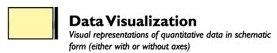 Data Visualization
Visual representations of quantitative data in schematic
form (either with or without axes)